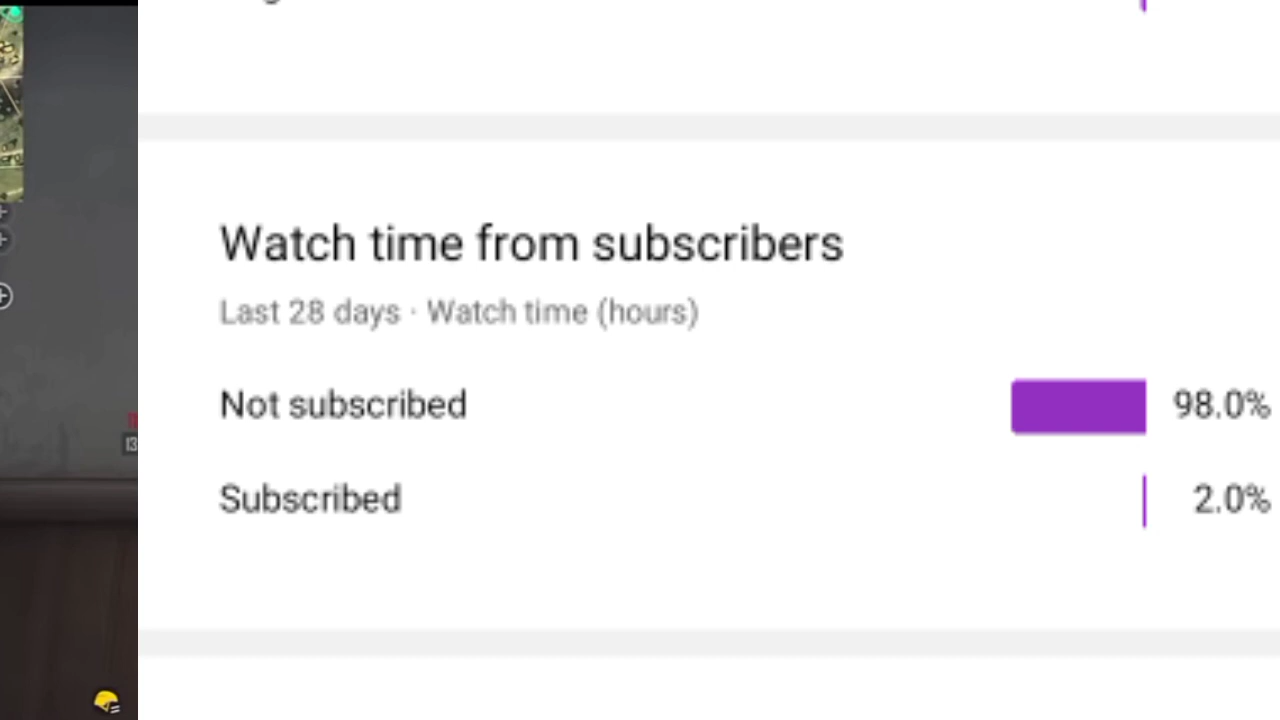 Watch time from subscribers
Last 28 days · Watch time (hours)
Not subscribed 98.0%
Subscribed 2.0%